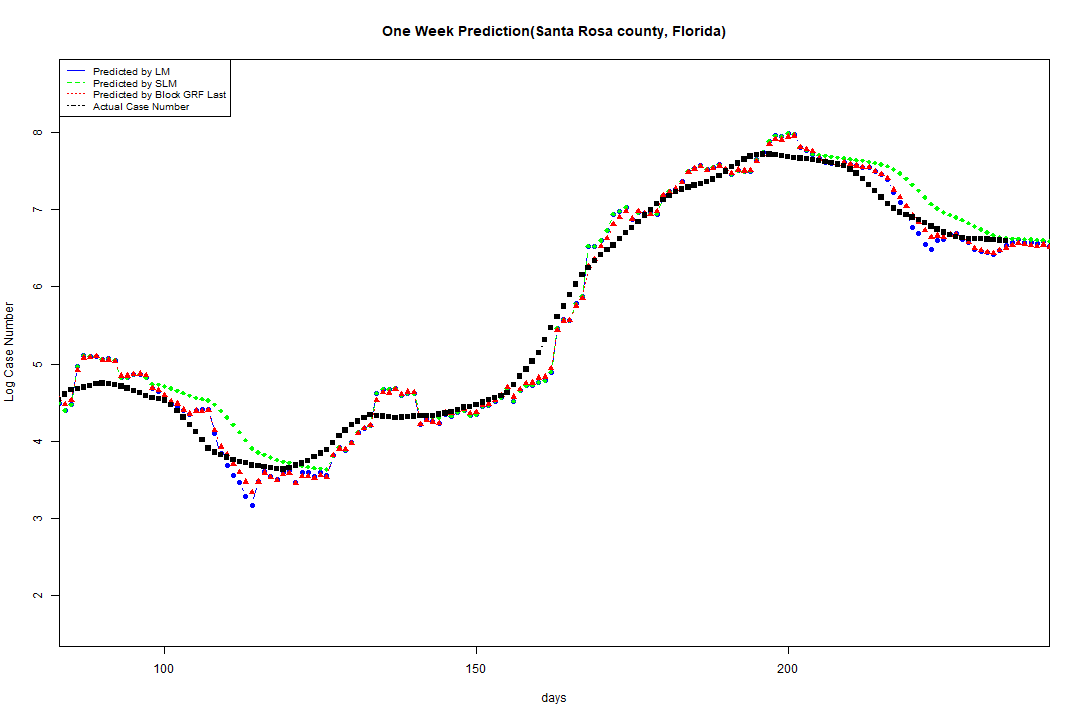 One Week Prediction(Santa Rosa county, Florida)
Predicted by LM
Predicted by SLM
Predicted by Block GRF Last
Actual Case Number
Log Case Number
8
7
6
5
4
3
2
100 150 200
days